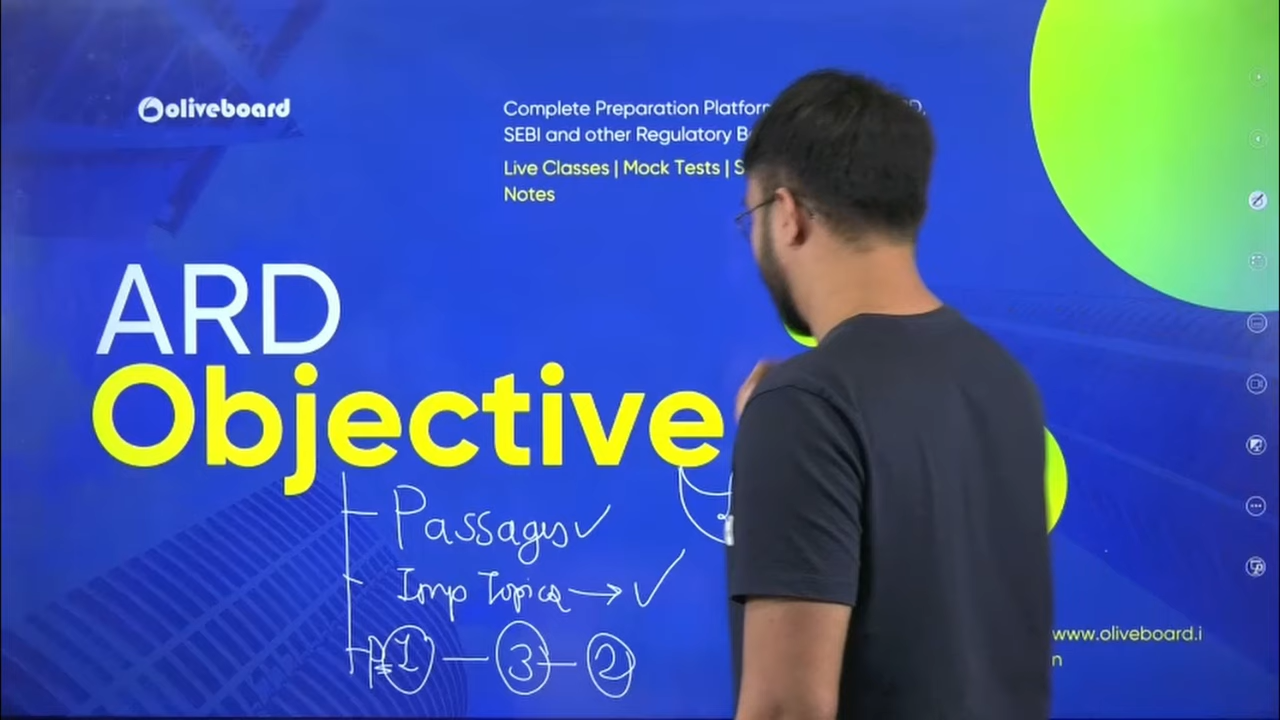 oliveboard
Complete Preparation Platfor
SEBI and other Regulatory B
Live Classes | Mock Tests | S
Notes
ARD
Objective
Passages ✓
Imp Topics → ✓
1 — 3 — 2
www.oliveboard.i
n